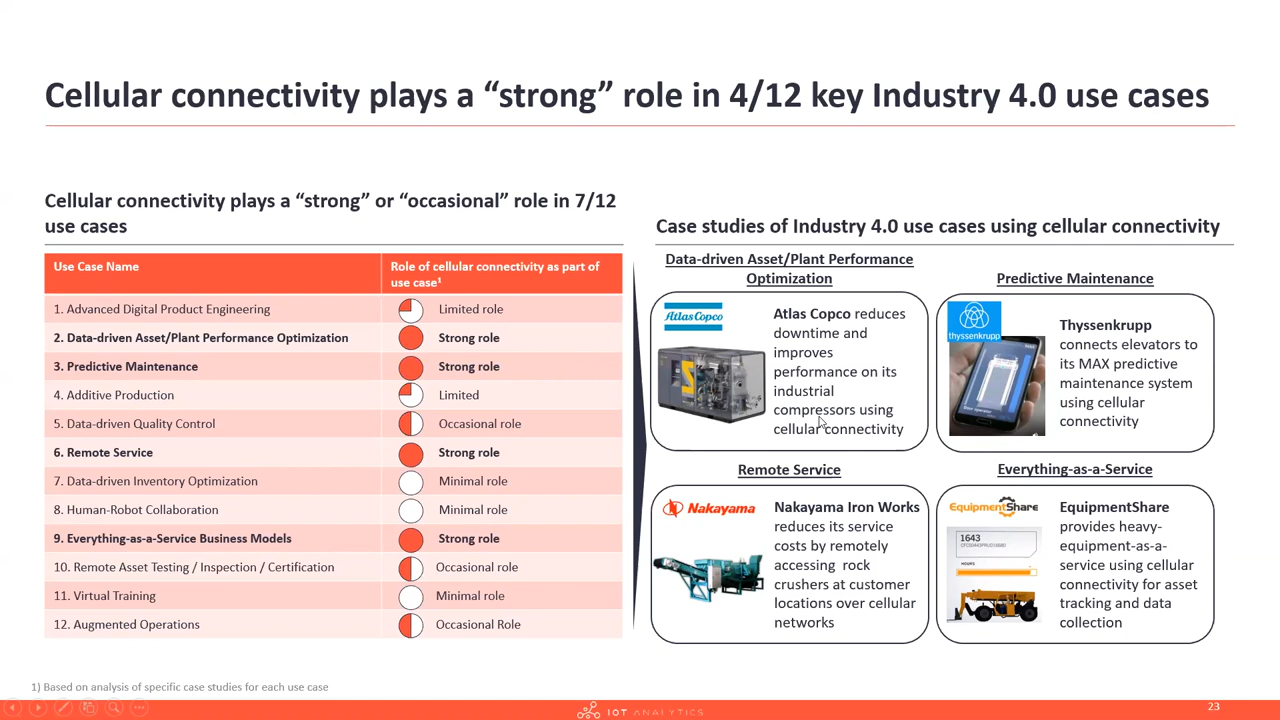 Cellular connectivity plays a “strong” role in 4/12 key Industry 4.0 use cases
Cellular connectivity plays a “strong” or “occasional” role in 7/12
use cases
Use Case Name
Role of cellular connectivity as part of
use case¹
1. Advanced Digital Product Engineering
Limited role
2. Data-driven Asset/Plant Performance Optimization
Strong role
3. Predictive Maintenance
Strong role
4. Additive Production
Limited
5. Data-driven Quality Control
Occasional role
6. Remote Service
Strong role
7. Data-driven Inventory Optimization
Minimal role
8. Human-Robot Collaboration
Minimal role
9. Everything-as-a-Service Business Models
Strong role
10. Remote Asset Testing / Inspection / Certification
Occasional role
11. Virtual Training
Minimal role
12. Augmented Operations
Occasional Role
Case studies of Industry 4.0 use cases using cellular connectivity
Data-driven Asset/Plant Performance
Optimization
Atlas Copco
Atlas Copco reduces
downtime and
improves
performance on its
industrial
compressors using
cellular connectivity
Predictive Maintenance
thyssenkrupp
Thyssenkrupp
connects elevators to
its MAX predictive
maintenance system
using cellular
connectivity
Remote Service
Nakayama
Nakayama Iron Works
reduces its service
costs by remotely
accessing rock
crushers at customer
locations over cellular
networks
Everything-as-a-Service
EquipmentShare
1643
HOURS
EquipmentShare
provides heavy-
equipment-as-a-
service using cellular
connectivity for asset
tracking and data
collection
1) Based on analysis of specific case studies for each use case
IOT ANALYTICS
23